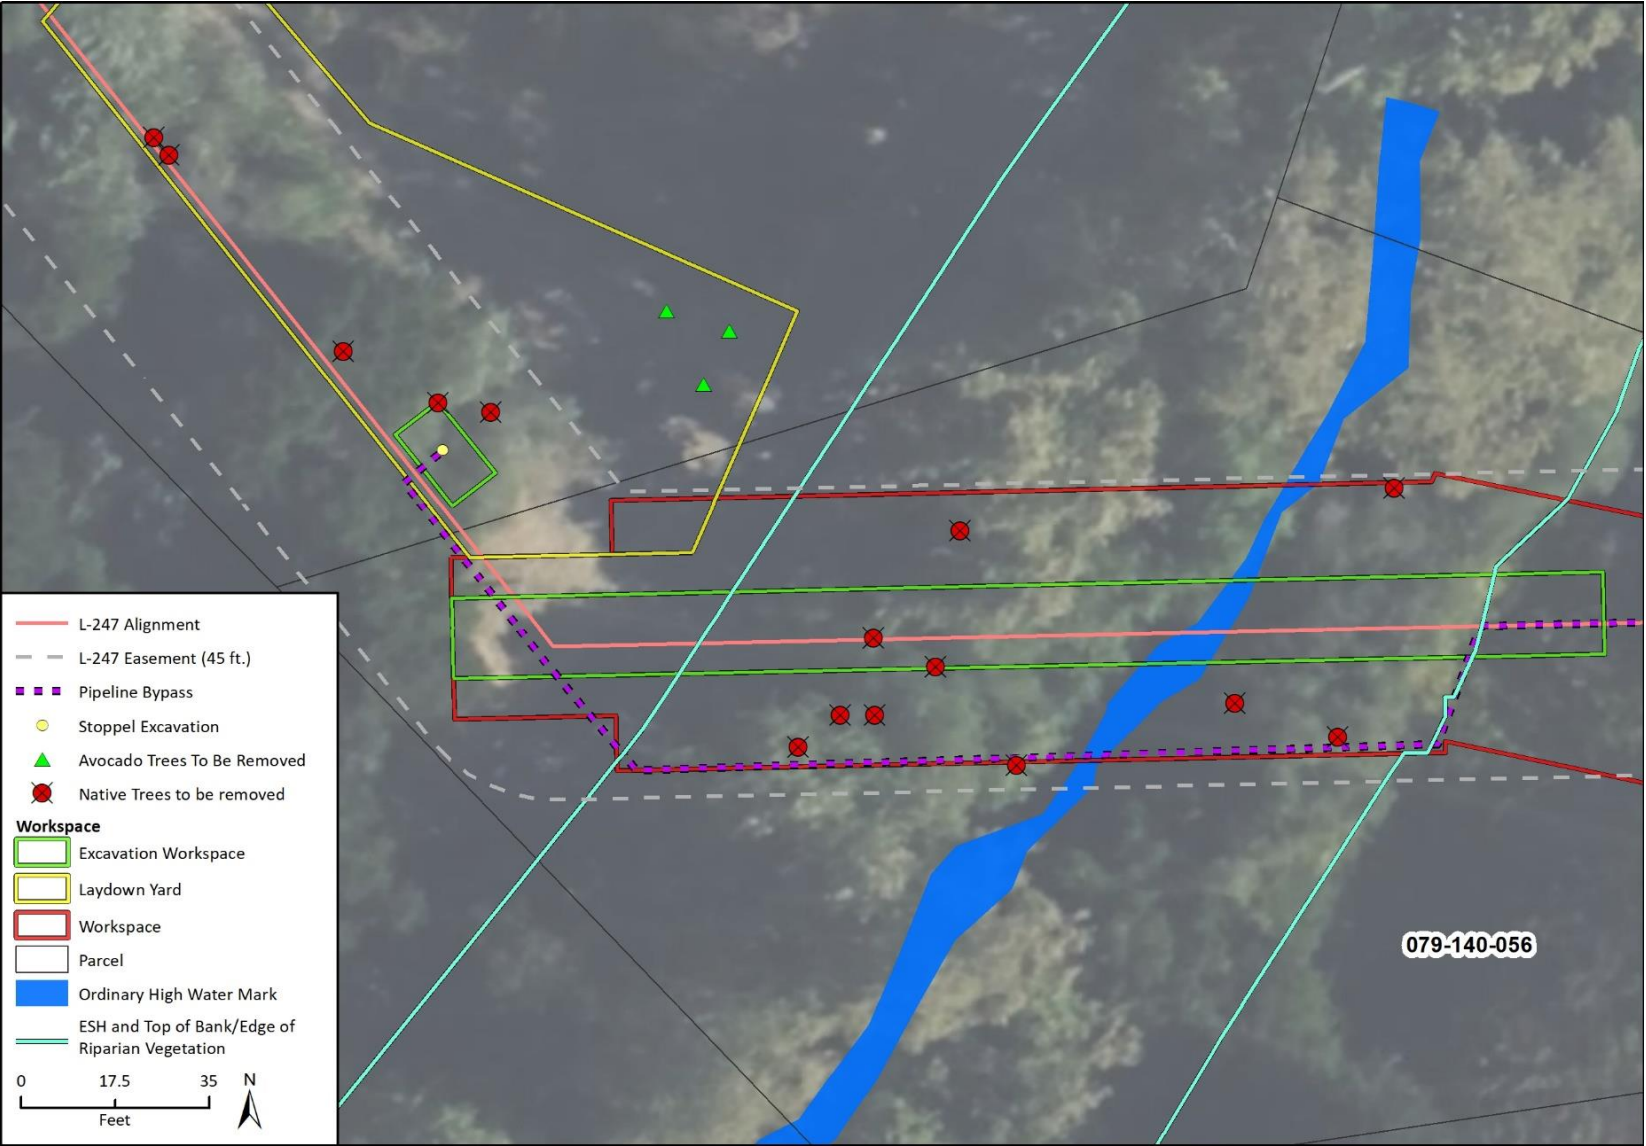 L-247 Alignment
L-247 Easement (45 ft.)
Pipeline Bypass
Stoppel Excavation
Avocado Trees To Be Removed
Native Trees to be removed
Workspace
Excavation Workspace
Laydown Yard
Workspace
Parcel
Ordinary High Water Mark
ESH and Top of Bank/Edge of
Riparian Vegetation
0 17.5 35 N
Feet
079-140-056